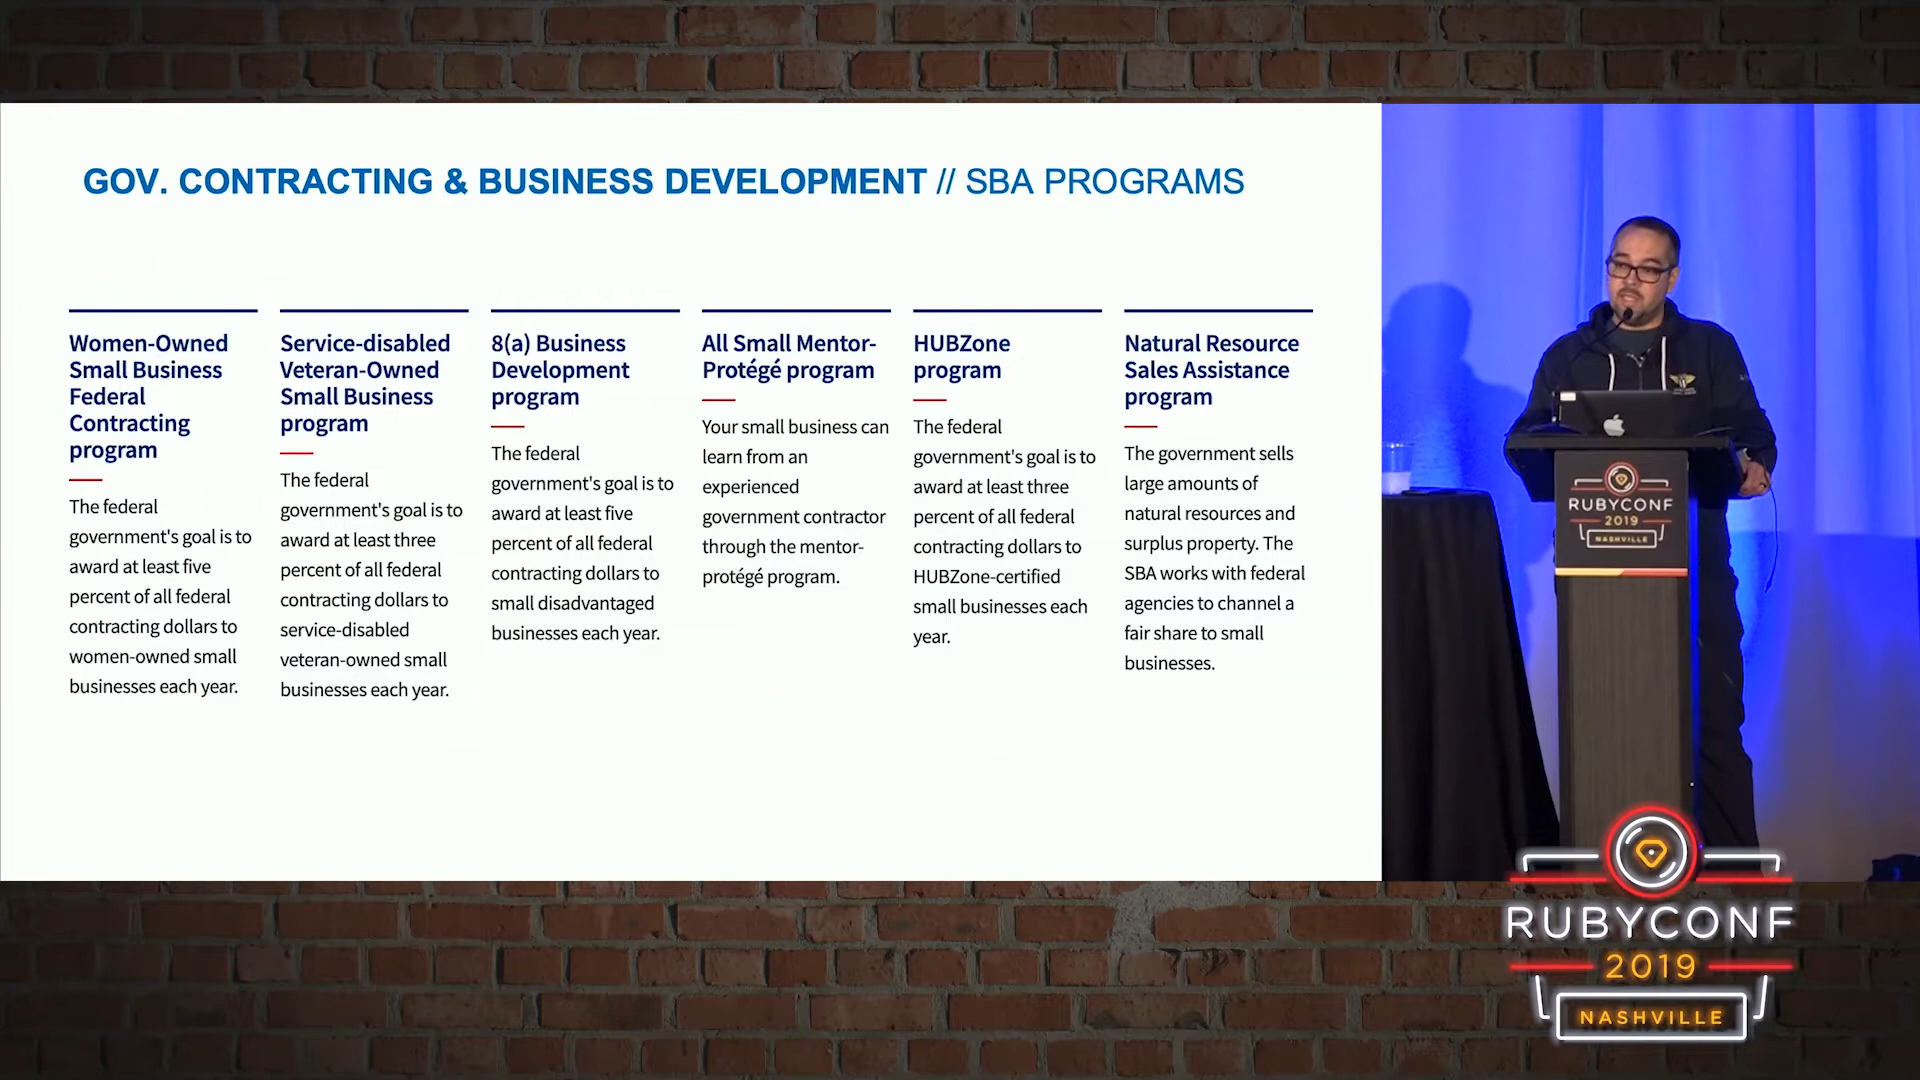 GOV. CONTRACTING & BUSINESS DEVELOPMENT // SBA PROGRAMS
Women-Owned
Small Business
Federal
Contracting
program
The federal
government's goal is to
award at least five
percent of all federal
contracting dollars to
women-owned small
businesses each year.
Service-disabled
Veteran-Owned
Small Business
program
The federal
government's goal is to
award at least three
percent of all federal
contracting dollars to
service-disabled
veteran-owned small
businesses each year.
8(a) Business
Development
program
The federal
government's goal is to
award at least five
percent of all federal
contracting dollars to
small disadvantaged
businesses each year.
All Small Mentor-
Protégé program
Your small business can
learn from an
experienced
government contractor
through the mentor-
protégé program.
HUBZone
program
The federal
government's goal is to
award at least three
percent of all federal
contracting dollars to
HUBZone-certified
small businesses each
year.
Natural Resource
Sales Assistance
program
The government sells
large amounts of
natural resources and
surplus property. The
SBA works with federal
agencies to channel a
fair share to small
businesses.
RUBYCONF
2019
NASHVILLE
RUBYCONF
2019
NASHVILLE